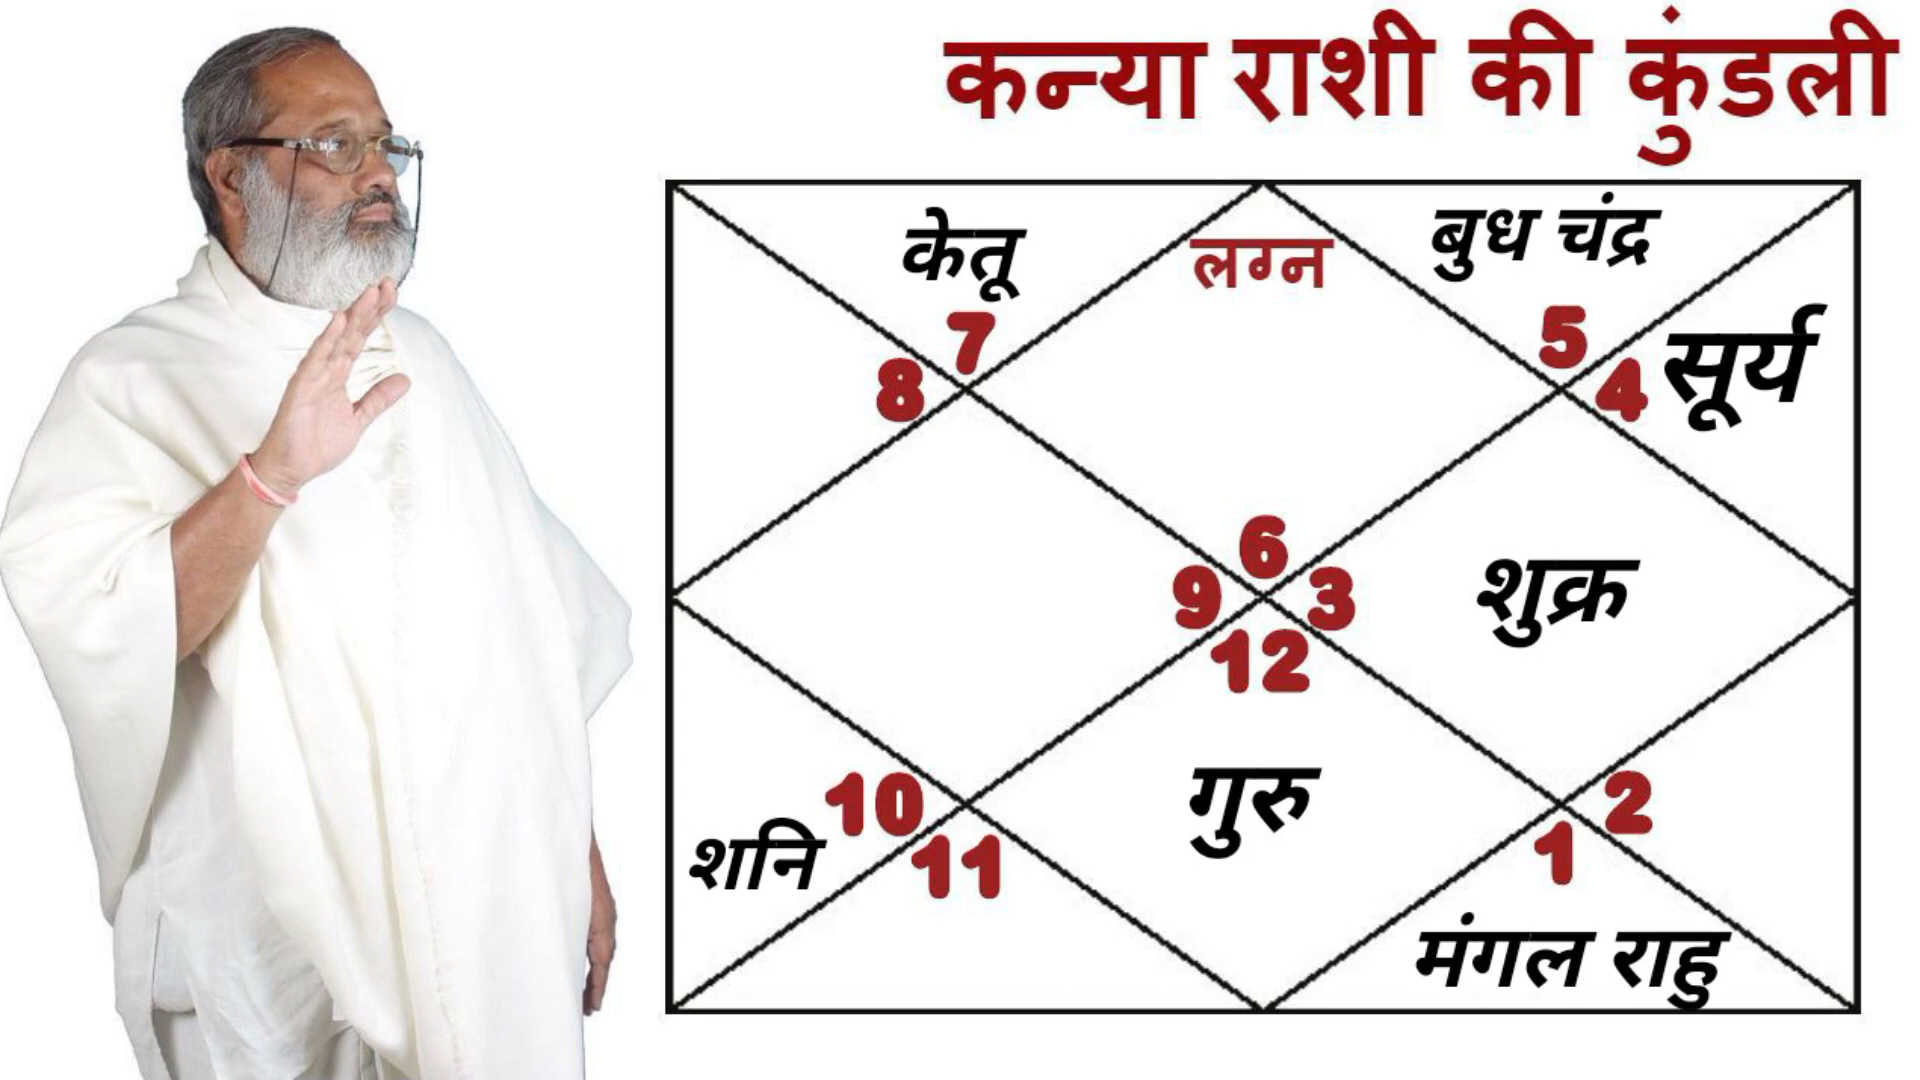 कन्या राशी की कुंडली
केतू
लग्न
बुध चंद्र
7
5
8
4
सूर्य
6
9
3
शुक्र
12
10
गुरु
2
शनि
11
1
मंगल राहु